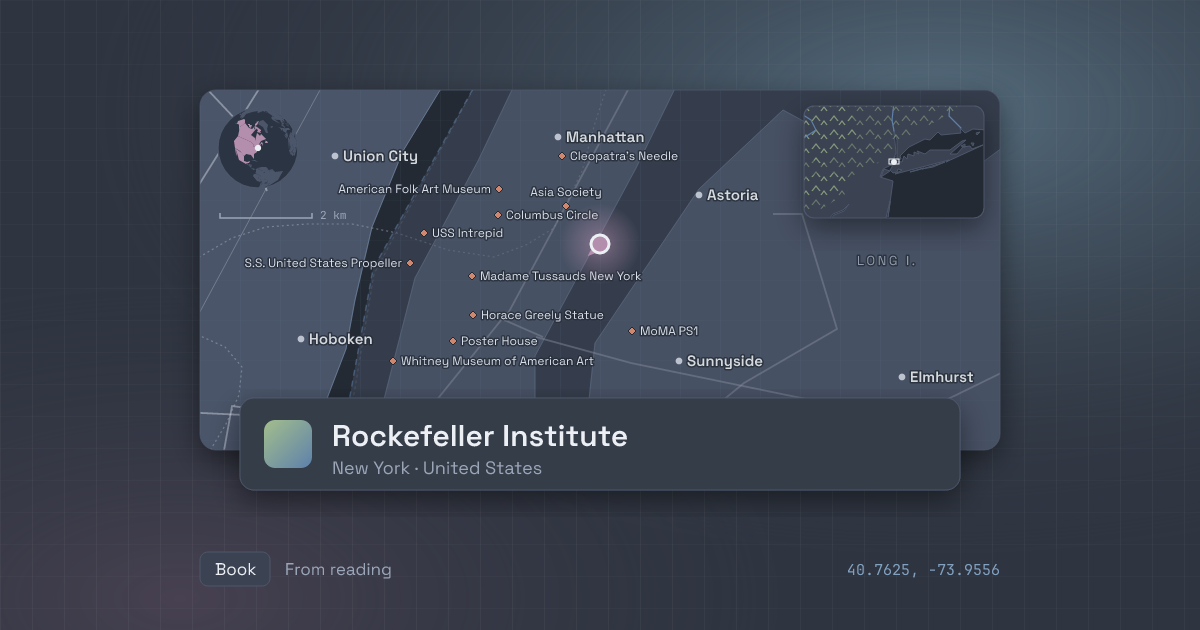 Manhattan
Cleopatra's Needle
Union City
American Folk Art Museum
Asia Society
Astoria
2 km
Columbus Circle
USS Intrepid
LONG I.
S.S. United States Propeller
Madame Tussauds New York
Horace Greely Statue
MoMA PS1
Hoboken
Poster House
Whitney Museum of American Art
Sunnyside
Elmhurst
Rockefeller Institute
New York · United States
Book
From reading
40.7625, -73.9556